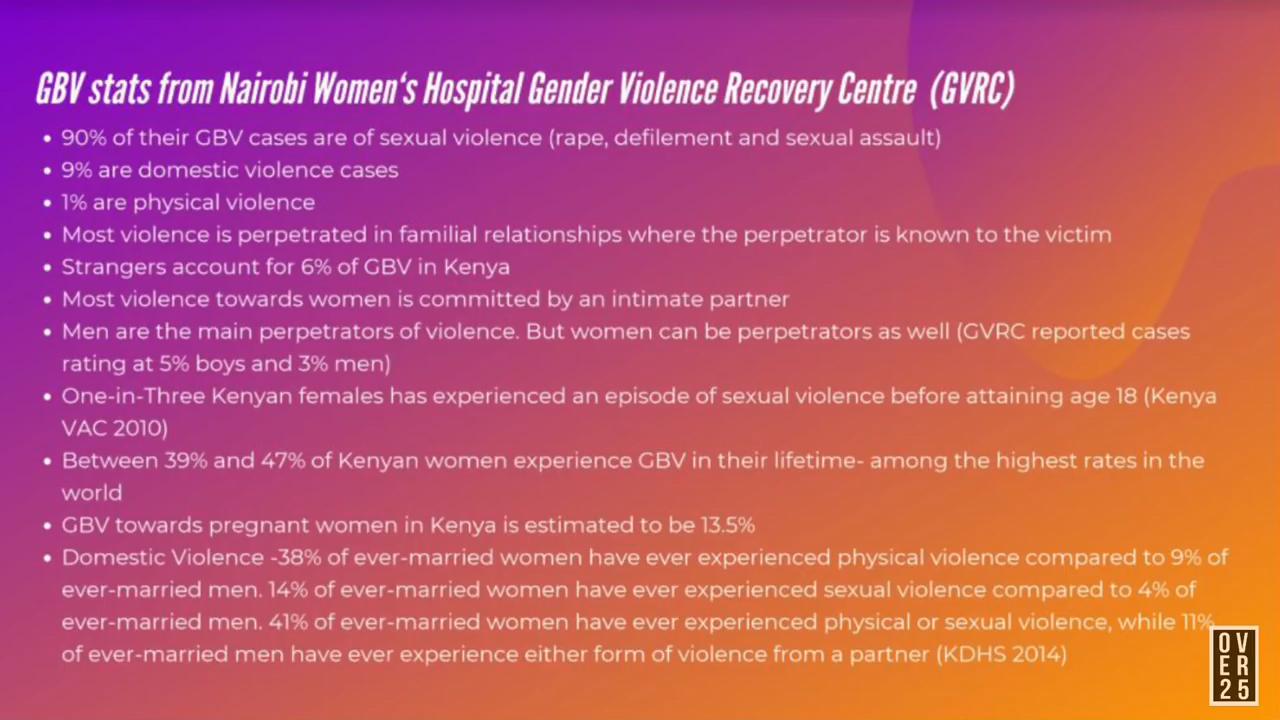 GBV stats from Nairobi Women‘s Hospital Gender Violence Recovery Centre (GVRC)
• 90% of their GBV cases are of sexual violence (rape, defilement and sexual assault)
• 9% are domestic violence cases
• 1% are physical violence
• Most violence is perpetrated in familial relationships where the perpetrator is known to the victim
• Strangers account for 6% of GBV in Kenya
• Most violence towards women is committed by an intimate partner
• Men are the main perpetrators of violence. But women can be perpetrators as well (GVRC reported cases
rating at 5% boys and 3% men)
• One-in-Three Kenyan females has experienced an episode of sexual violence before attaining age 18 (Kenya
VAC 2010)
• Between 39% and 47% of Kenyan women experience GBV in their lifetime- among the highest rates in the
world
• GBV towards pregnant women in Kenya is estimated to be 13.5%
• Domestic Violence -38% of ever-married women have ever experienced physical violence compared to 9% of
ever-married men. 14% of ever-married women have ever experienced sexual violence compared to 4% of
ever-married men. 41% of ever-married women have ever experienced physical or sexual violence, while 11%
of ever-married men have ever experience either form of violence from a partner (KDHS 2014)
OV
ER
25